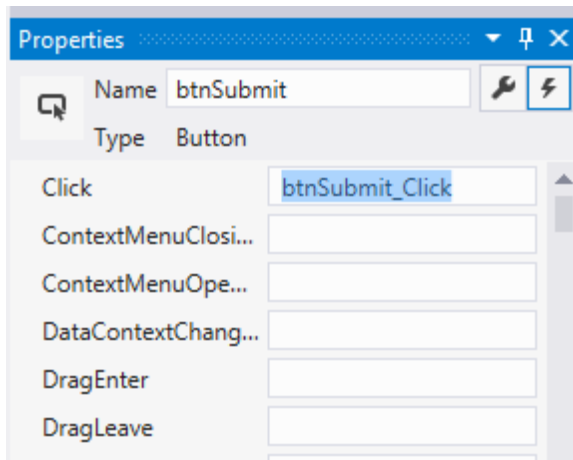 Properties
Name btnSubmit
Type Button
Click btnSubmit_Click
ContextMenuClosi...
ContextMenuOpe...
DataContextChang...
DragEnter
DragLeave